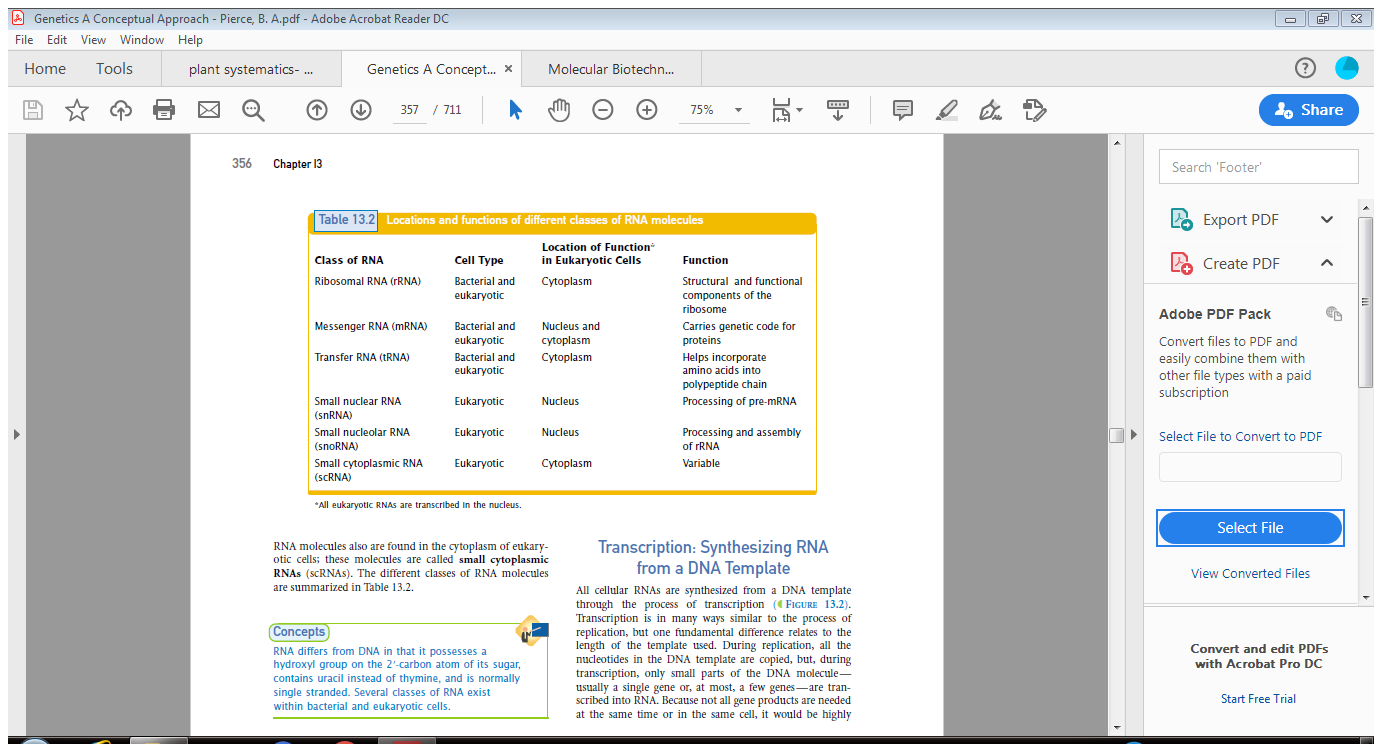 Genetics A Conceptual Approach - Pierce, B. A.pdf - Adobe Acrobat Reader DC
File Edit View Window Help
Home Tools plant systematics- ... Genetics A Concept... × Molecular Biotechn...
357 / 711 75% Share
356 Chapter 13
Table 13.2 Locations and functions of different classes of RNA molecules
Location of Function*
Class of RNA Cell Type in Eukaryotic Cells Function
Ribosomal RNA (rRNA) Bacterial and Cytoplasm Structural and functional
eukaryotic components of the
ribosome
Messenger RNA (mRNA) Bacterial and Nucleus and Carries genetic code for
eukaryotic cytoplasm proteins
Transfer RNA (tRNA) Bacterial and Cytoplasm Helps incorporate
eukaryotic amino acids into
polypeptide chain
Small nuclear RNA Eukaryotic Nucleus Processing of pre-mRNA
(snRNA)
Small nucleolar RNA Eukaryotic Nucleus Processing and assembly
(snoRNA) of rRNA
Small cytoplasmic RNA Eukaryotic Cytoplasm Variable
(scRNA)
*All eukaryotic RNAs are transcribed in the nucleus.
RNA molecules also are found in the cytoplasm of eukary-
otic cells; these molecules are called small cytoplasmic
RNAs (scRNAs). The different classes of RNA molecules
are summarized in Table 13.2.
Concepts
RNA differs from DNA in that it possesses a
hydroxyl group on the 2′-carbon atom of its sugar,
contains uracil instead of thymine, and is normally
single stranded. Several classes of RNA exist
within bacterial and eukaryotic cells.
Transcription: Synthesizing RNA
from a DNA Template
All cellular RNAs are synthesized from a DNA template
through the process of transcription (FIGURE 13.2).
Transcription is in many ways similar to the process of
replication, but one fundamental difference relates to the
length of the template used. During replication, all the
nucleotides in the DNA template are copied, but, during
transcription, only small parts of the DNA molecule—
usually a single gene or, at most, a few genes—are tran-
scribed into RNA. Because not all gene products are needed
at the same time or in the same cell, it would be highly
Search 'Footer'
Export PDF
Create PDF
Adobe PDF Pack
Convert files to PDF and
easily combine them with
other file types with a paid
subscription
Select File to Convert to PDF
Select File
View Converted Files
Convert and edit PDFs
with Acrobat Pro DC
Start Free Trial